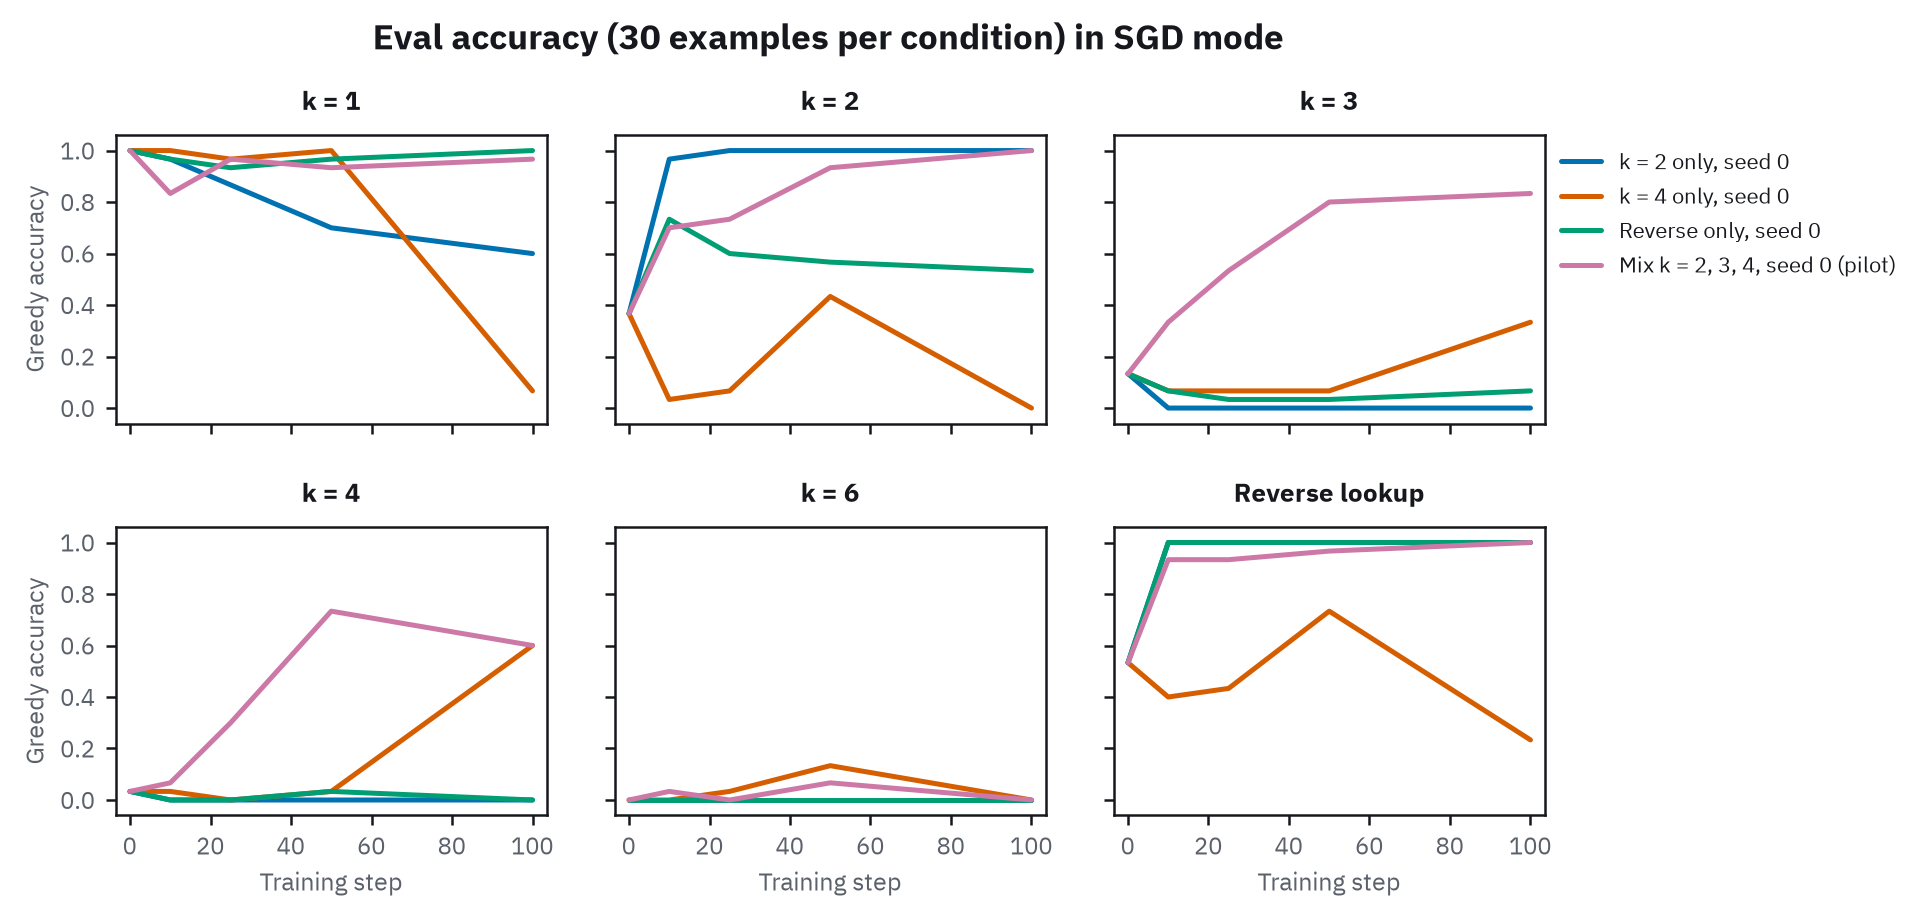 Eval accuracy (30 examples per condition) in SGD mode
k = 1
k = 2
k = 3
1.0
0.8
0.6
0.4
0.2
0.0
Greedy accuracy
k = 2 only, seed 0
k = 4 only, seed 0
Reverse only, seed 0
Mix k = 2, 3, 4, seed 0 (pilot)
k = 4
k = 6
Reverse lookup
1.0
0.8
0.6
0.4
0.2
0.0
Greedy accuracy
0 20 40 60 80 100
0 20 40 60 80 100
0 20 40 60 80 100
Training step
Training step
Training step